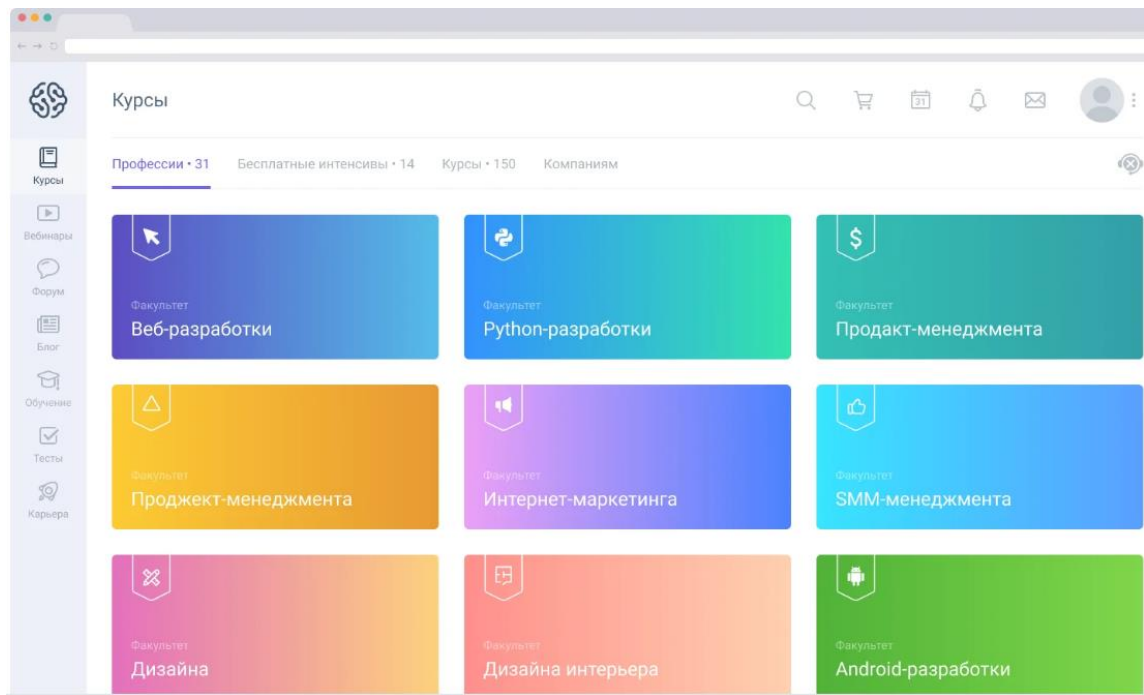 Курсы
31
Профессии • 31
Бесплатные интенсивы • 14
Курсы • 150
Компаниям
Курсы
Вебинары
Форум
Блог
Обучение
Тесты
Карьера
Факультет
Веб-разработки
Факультет
Python-разработки
$
Факультет
Продакт-менеджмента
Факультет
Проджект-менеджмента
Факультет
Интернет-маркетинга
Факультет
SMM-менеджмента
Факультет
Дизайна
Факультет
Дизайна интерьера
Факультет
Android-разработки